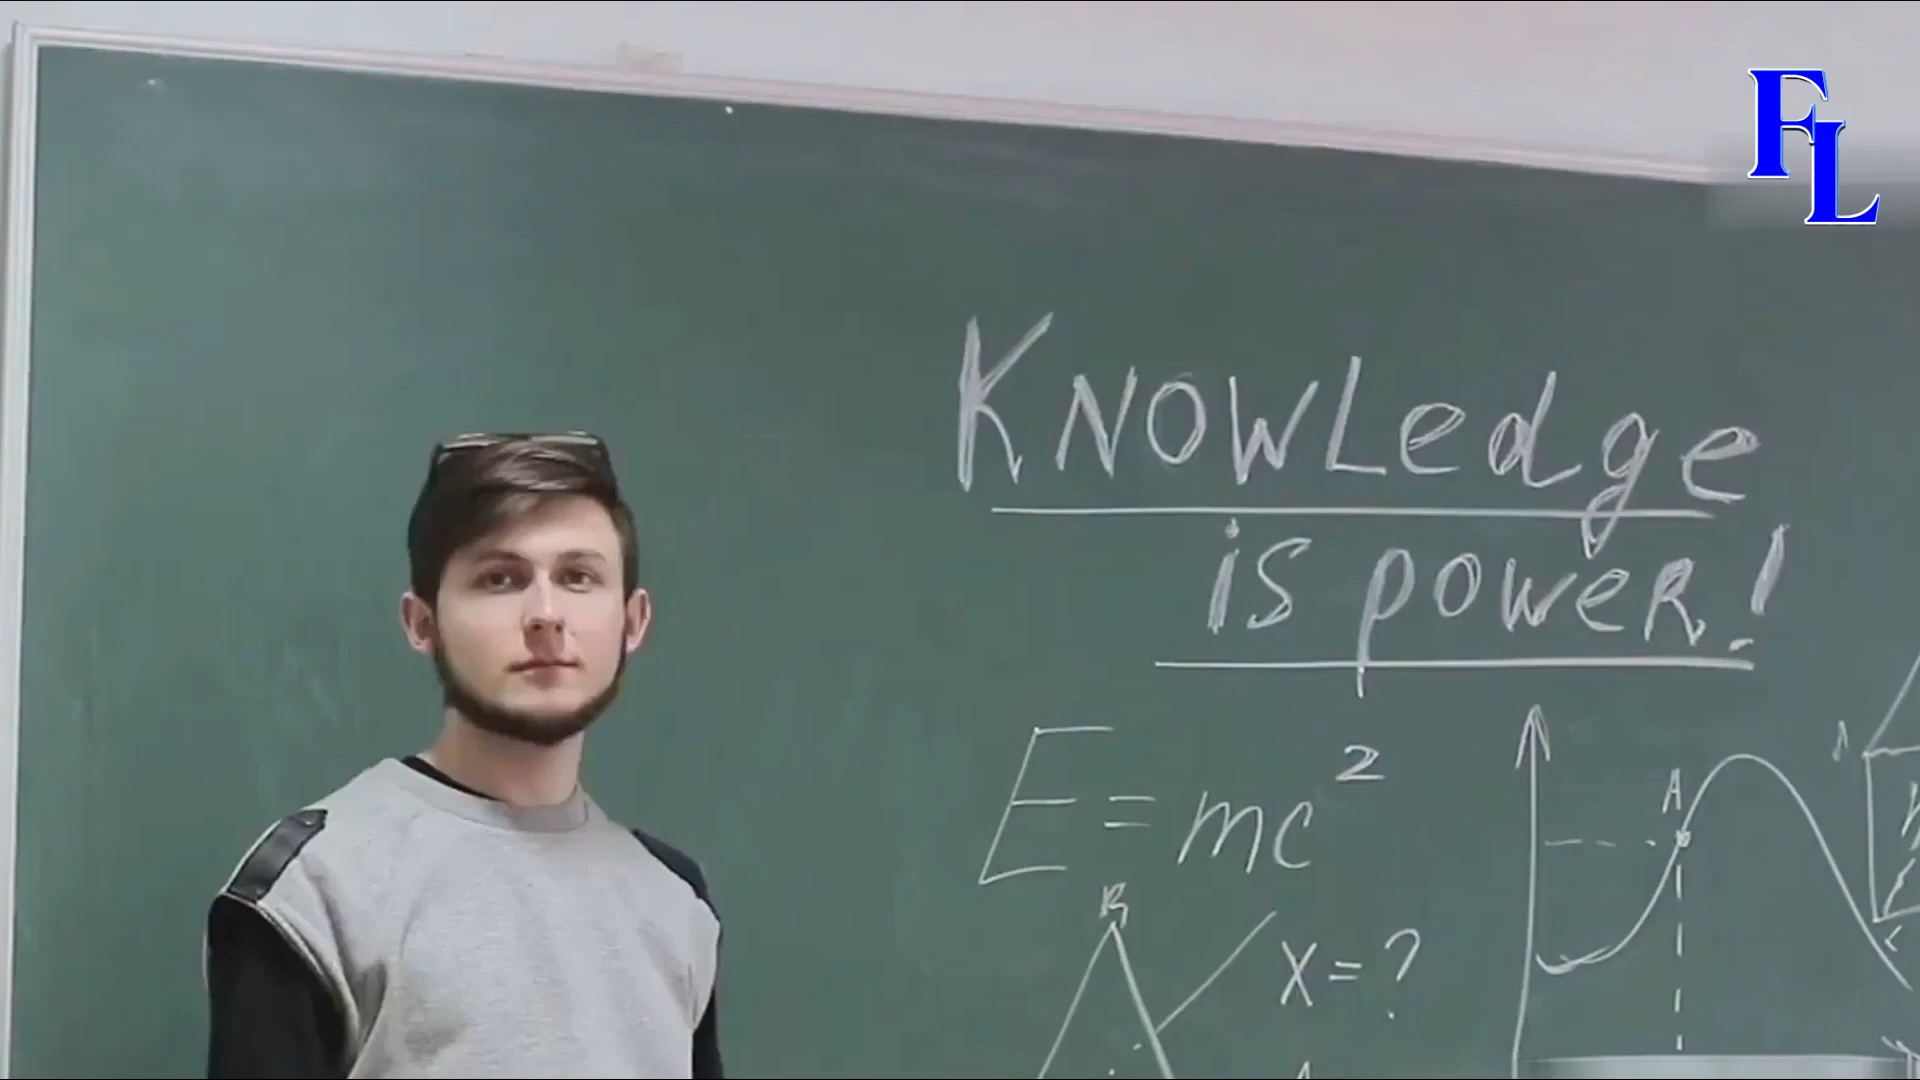 FL
KNOWLedge
is poweR!
E = mc²
A
B
X = ?